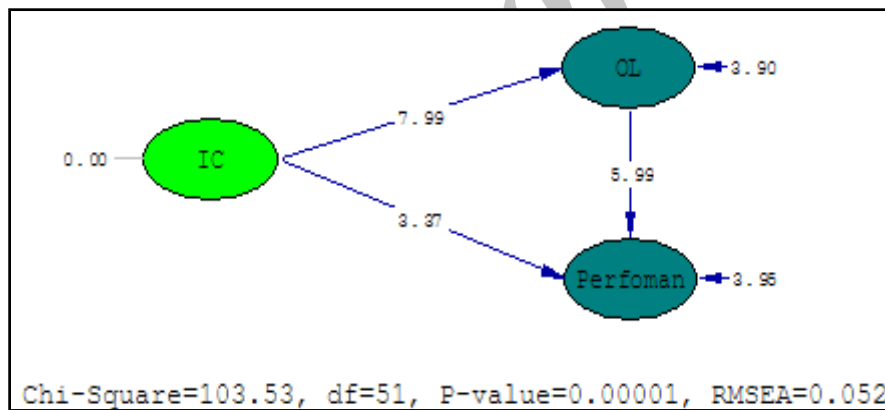 OL
3.90
7.99
0.00
IC
5.99
3.37
Perfoman
3.95
Chi-Square=103.53, df=51, P-value=0.00001, RMSEA=0.052